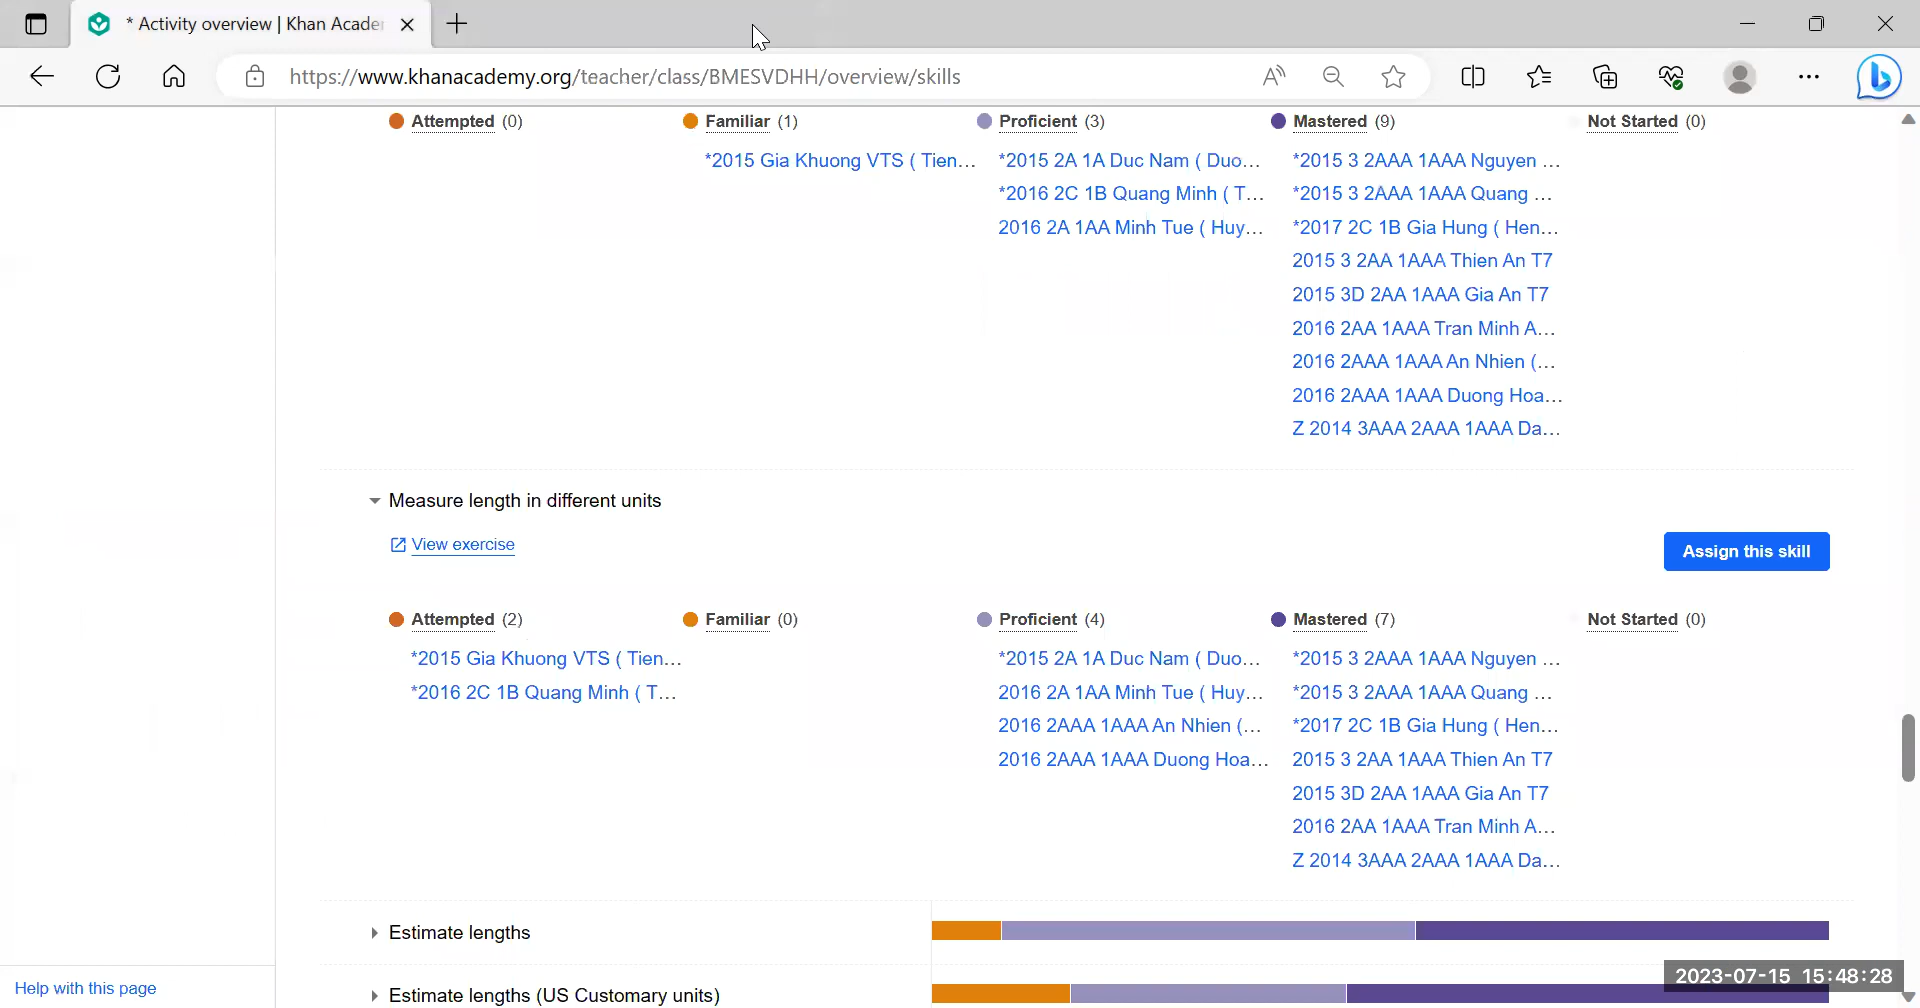 * Activity overview | Khan Acader
https://www.khanacademy.org/teacher/class/BMESVDHH/overview/skills
Attempted (0) Familiar (1) Proficient (3) Mastered (9) Not Started (0)
*2015 Gia Khuong VTS ( Tien... *2015 2A 1A Duc Nam ( Duo... *2015 3 2AAA 1AAA Nguyen ...
*2016 2C 1B Quang Minh ( T... *2015 3 2AAA 1AAA Quang ...
2016 2A 1AA Minh Tue ( Huy... *2017 2C 1B Gia Hung ( Hen...
2015 3 2AA 1AAA Thien An T7
2015 3D 2AA 1AAA Gia An T7
2016 2AA 1AAA Tran Minh A...
2016 2AAA 1AAA An Nhien (...
2016 2AAA 1AAA Duong Hoa...
Z 2014 3AAA 2AAA 1AAA Da...
Measure length in different units
View exercise
Assign this skill
Attempted (2) Familiar (0) Proficient (4) Mastered (7) Not Started (0)
*2015 Gia Khuong VTS ( Tien... *2015 2A 1A Duc Nam ( Duo... *2015 3 2AAA 1AAA Nguyen ...
*2016 2C 1B Quang Minh ( T... 2016 2A 1AA Minh Tue ( Huy... *2015 3 2AAA 1AAA Quang ...
2016 2AAA 1AAA An Nhien (... *2017 2C 1B Gia Hung ( Hen...
2016 2AAA 1AAA Duong Hoa... 2015 3 2AA 1AAA Thien An T7
2015 3D 2AA 1AAA Gia An T7
2016 2AA 1AAA Tran Minh A...
Z 2014 3AAA 2AAA 1AAA Da...
Estimate lengths
Estimate lengths (US Customary units)
Help with this page
2023-07-15 15:48:28